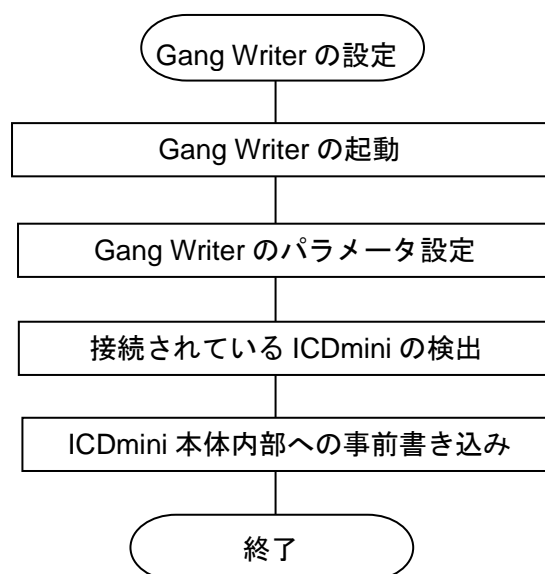 Gang Writer の設定
Gang Writer の起動
Gang Writer のパラメータ設定
接続されている ICDmini の検出
ICDmini 本体内部への事前書き込み
終了